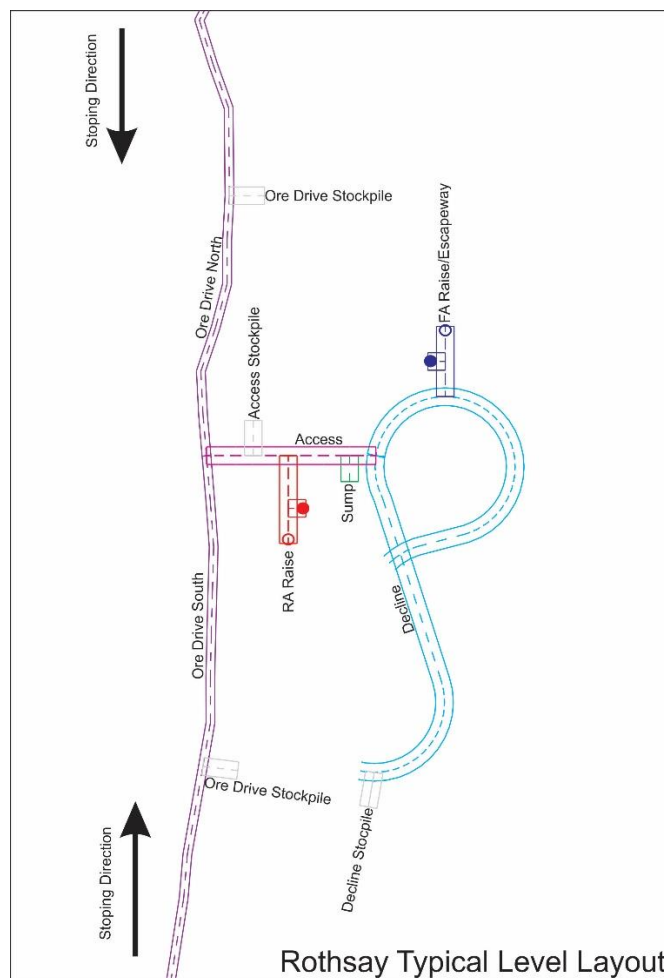 Stoping Direction
Ore Drive Stockpile
FA Raise/Escapeway
Ore Drive North
Access Stockpile
Access
Sump
RA Raise
Ore Drive South
Decline
Ore Drive Stockpile
Decline Stocpile
Stoping Direction
Rothsay Typical Level Layout